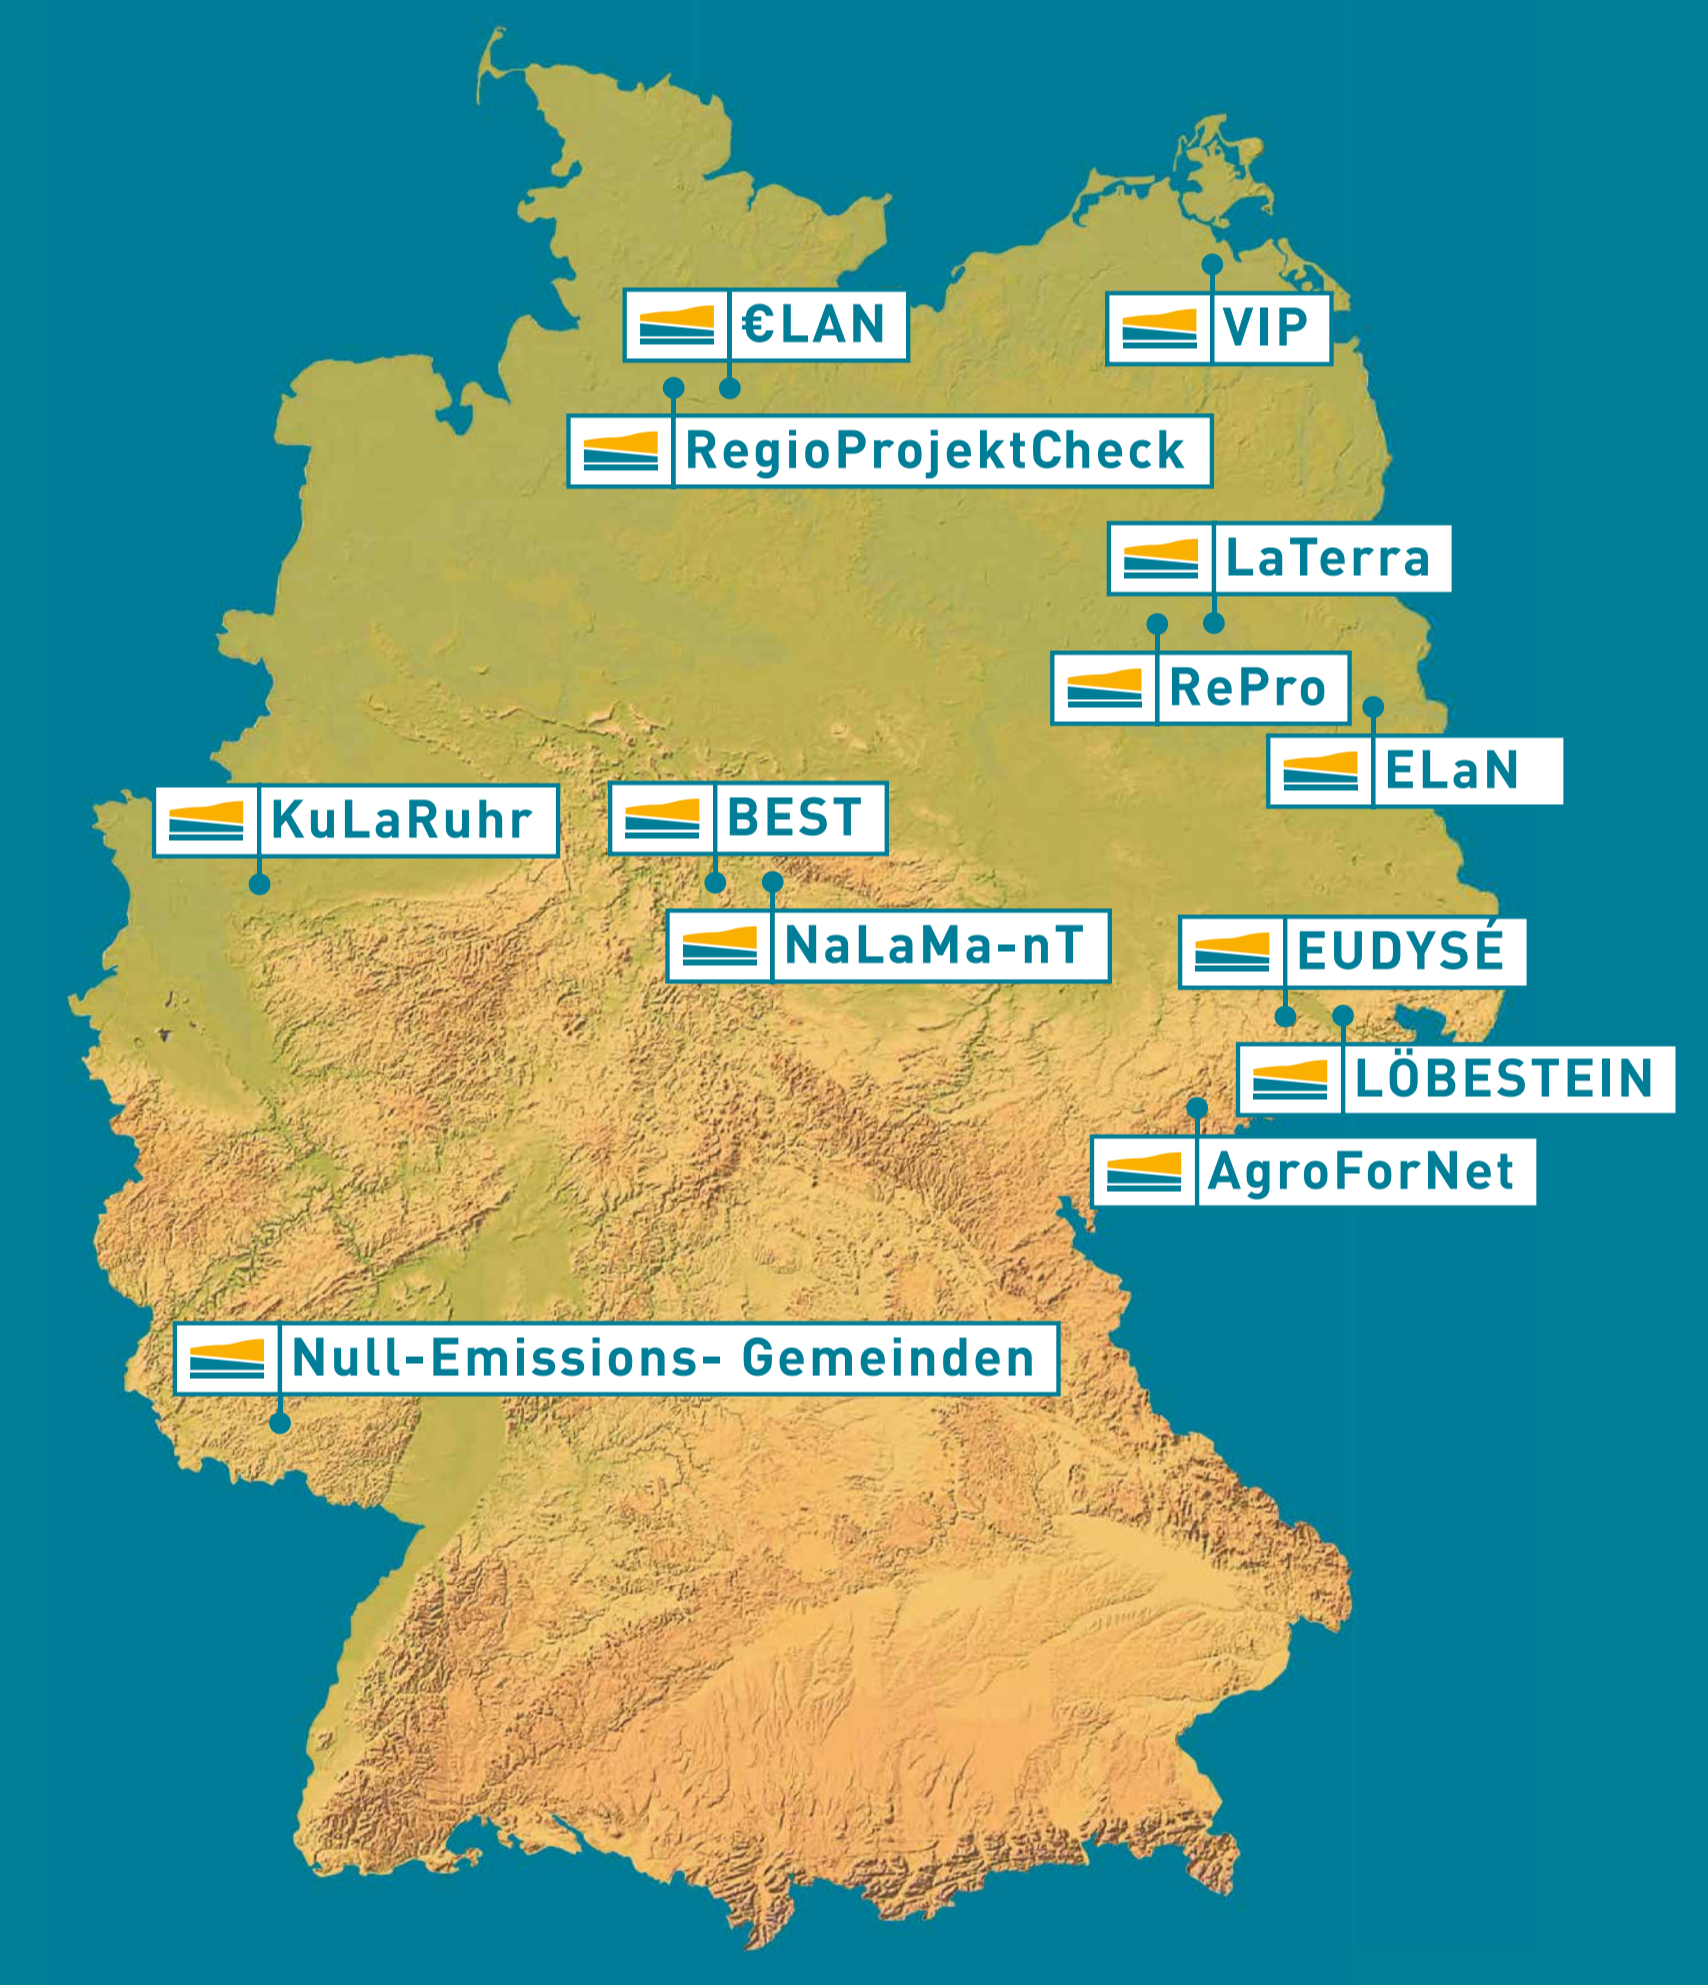 €LAN
VIP
RegioProjektCheck
LaTerra
RePro
ELaN
KuLaRuhr
BEST
NaLaMa-nT
EUDYSÉ
LÖBESTEIN
AgroForNet
Null-Emissions- Gemeinden